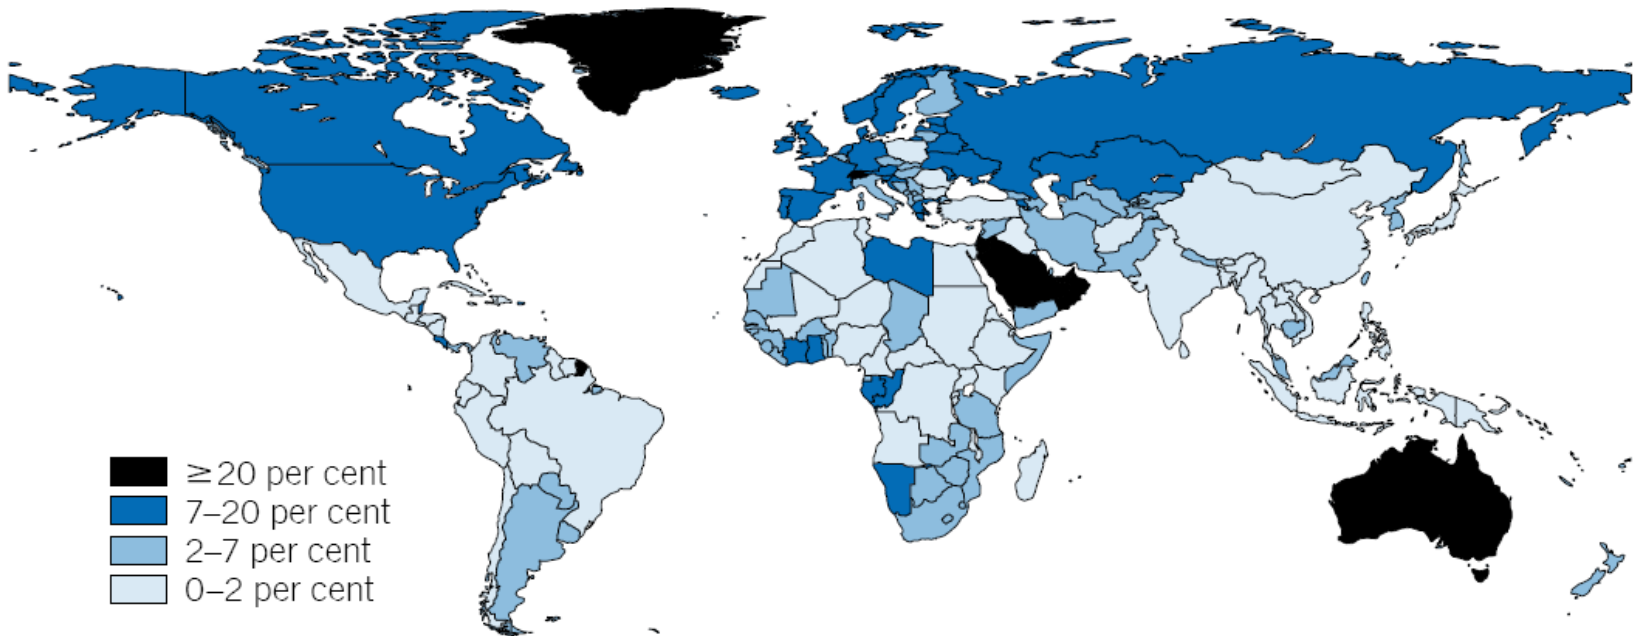 ≥20 per cent
7–20 per cent
2–7 per cent
0–2 per cent